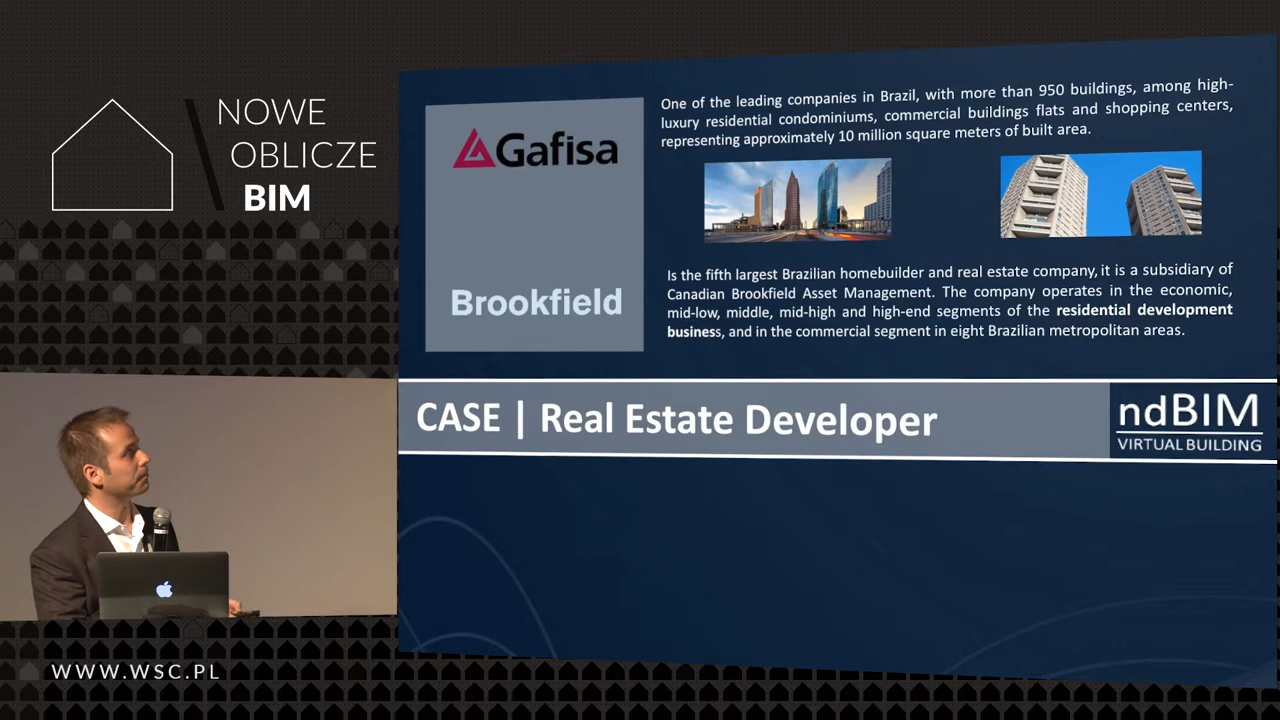 NOWE
OBLICZE
BIM
Gafisa
One of the leading companies in Brazil, with more than 950 buildings, among high-
luxury residential condominiums, commercial buildings flats and shopping centers,
representing approximately 10 million square meters of built area.
Brookfield
Is the fifth largest Brazilian homebuilder and real estate company, it is a subsidiary of
Canadian Brookfield Asset Management. The company operates in the economic,
mid-low, middle, mid-high and high-end segments of the residential development
business, and in the commercial segment in eight Brazilian metropolitan areas.
CASE | Real Estate Developer
ndBIM
VIRTUAL BUILDING
WWW.WSC.PL